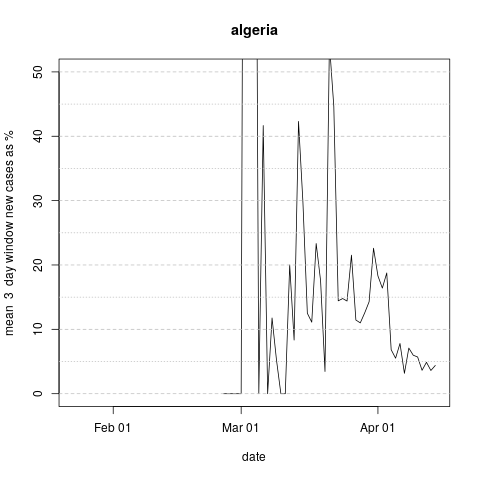 algeria
mean 3 day window new cases as %
50
40
30
20
10
0
Feb 01
Mar 01
Apr 01
date